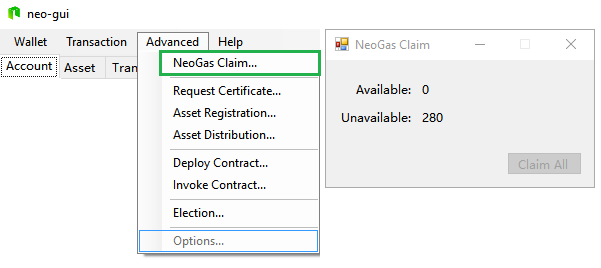 neo-gui
Wallet Transaction Advanced Help
Account Asset Tran
NeoGas Claim...
Request Certificate...
Asset Registration...
Asset Distribution...
Deploy Contract...
Invoke Contract...
Election...
Options...
NeoGas Claim
Available: 0
Unavailable: 280
Claim All